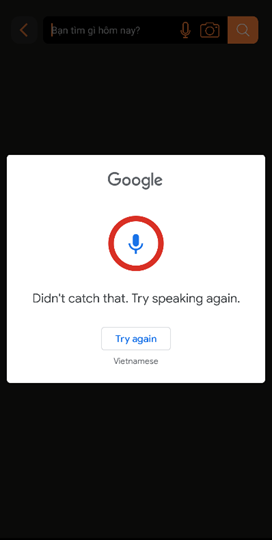 Bạn tìm gì hôm nay?
Google
Didn't catch that. Try speaking again.
Try again
Vietnamese